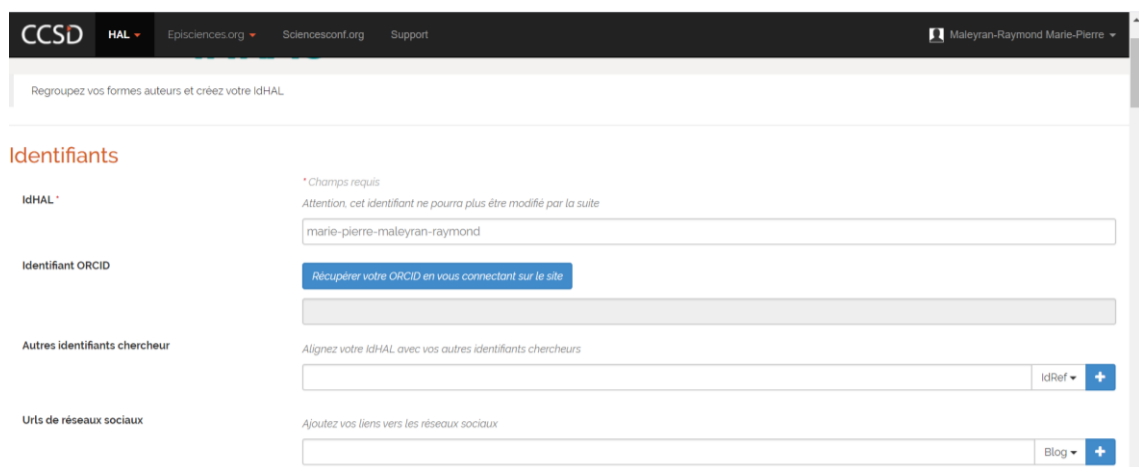 CCSD HAL Episciences.org Sciencesconf.org Support Maleyran-Raymond Marie-Pierre
Regroupez vos formes auteurs et créez votre IdHAL
Identifiants
* Champs requis
IdHAL *
Attention, cet identifiant ne pourra plus être modifié par la suite
marie-pierre-maleyran-raymond
Identifiant ORCID
Récupérer votre ORCID en vous connectant sur le site
Autres identifiants chercheur
Alignez votre IdHAL avec vos autres identifiants chercheurs
IdRef
Urls de réseaux sociaux
Ajoutez vos liens vers les réseaux sociaux
Blog